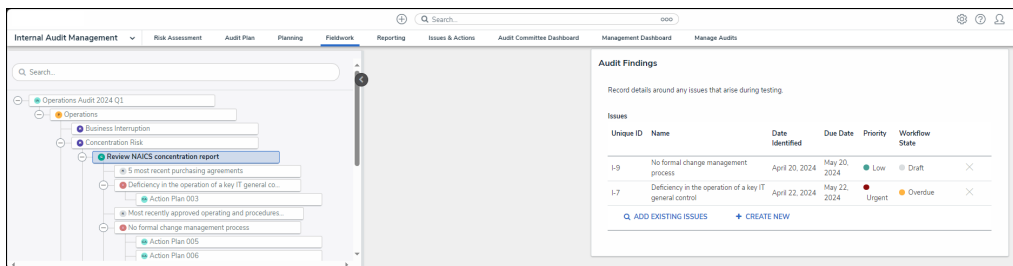 Search...
ooo
Internal Audit Management
Risk Assessment
Audit Plan
Planning
Fieldwork
Reporting
Issues & Actions
Audit Committee Dashboard
Management Dashboard
Manage Audits
Search...
Operations Audit 2024 Q1
Operations
Business Interruption
Concentration Risk
Review NAICS concentration report
5 most recent purchasing agreements
Deficiency in the operation of a key IT general co...
Action Plan 003
Most recently approved operating and procedures...
No formal change management process
Action Plan 005
Action Plan 006
Audit Findings
Record details around any issues that arise during testing.
Issues
Unique ID Name Date Identified Due Date Priority Workflow State
I-9 No formal change management process April 20, 2024 May 20, 2024 Low Draft
I-7 Deficiency in the operation of a key IT general control April 22, 2024 May 22, 2024 Urgent Overdue
ADD EXISTING ISSUES + CREATE NEW